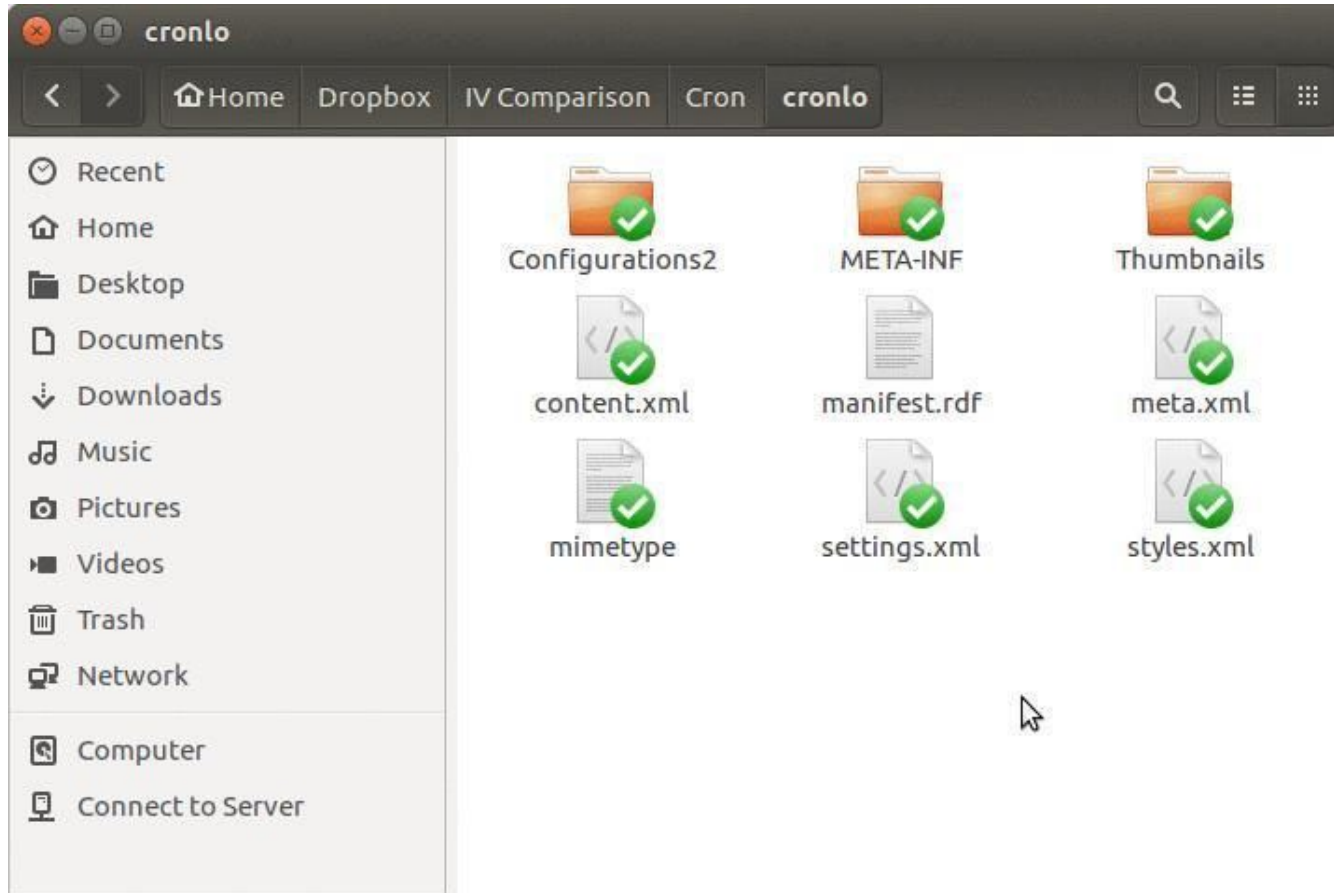 cronlo
Home Dropbox IV Comparison Cron cronlo
Recent
Home
Desktop
Documents
Downloads
Music
Pictures
Videos
Trash
Network
Computer
Connect to Server
Configurations2 META-INF Thumbnails
content.xml manifest.rdf meta.xml
mimetype settings.xml styles.xml